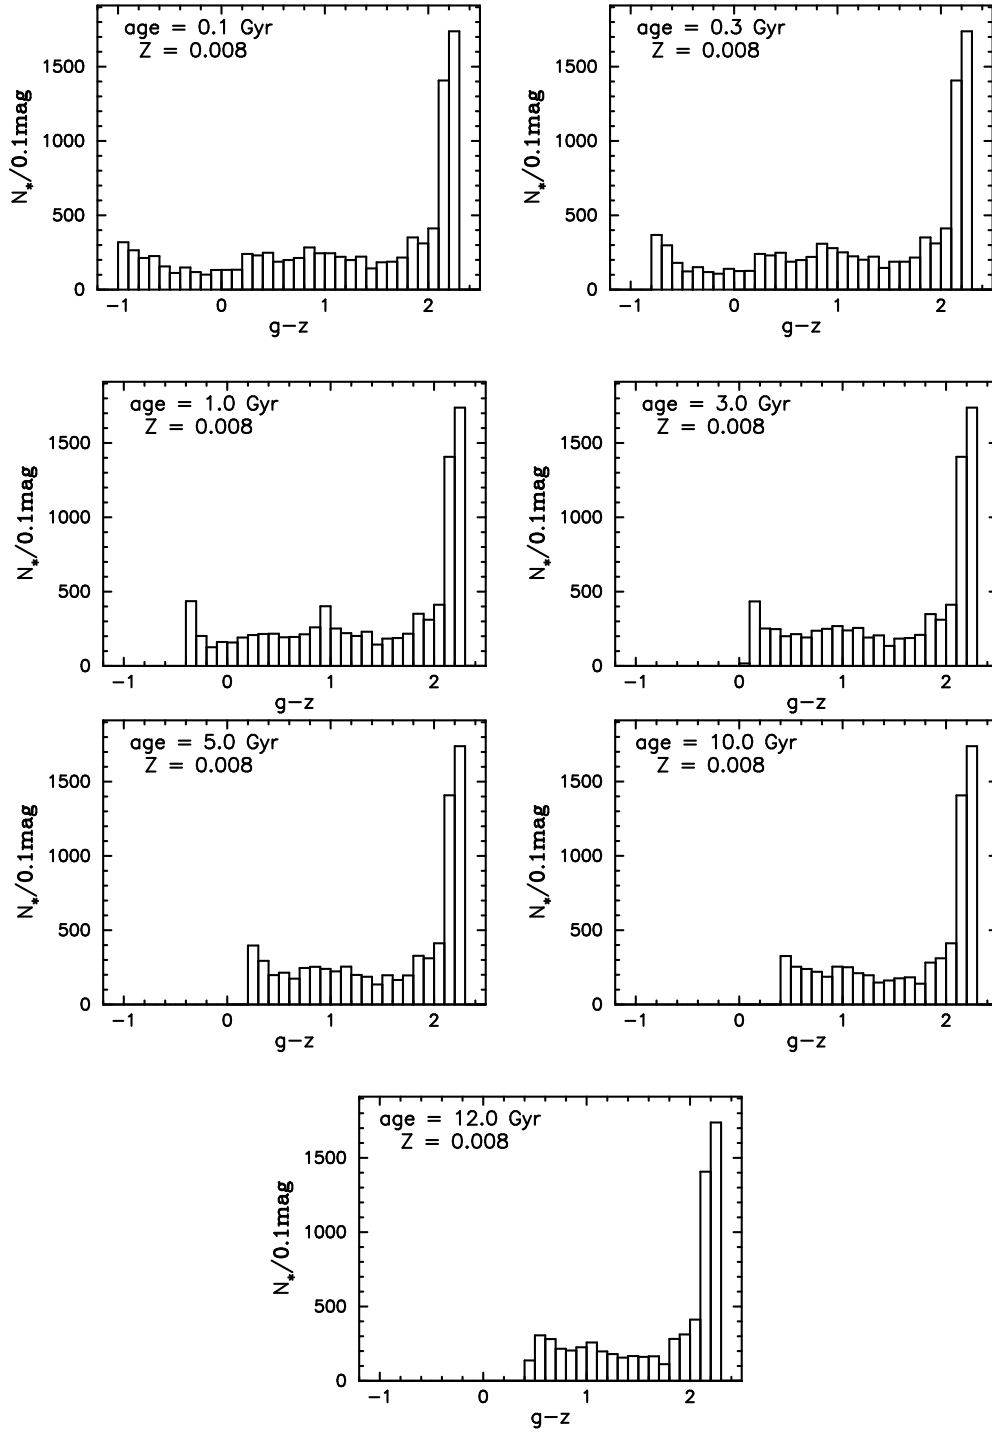 age = 0.1 Gyr
Z = 0.008
1500
1000
500
0
N*/0.1mag
−1 0 1 2
g−z
age = 0.3 Gyr
Z = 0.008
1500
1000
500
0
N*/0.1mag
−1 0 1 2
g−z
age = 1.0 Gyr
Z = 0.008
1500
1000
500
0
N*/0.1mag
−1 0 1 2
g−z
age = 3.0 Gyr
Z = 0.008
1500
1000
500
0
N*/0.1mag
−1 0 1 2
g−z
age = 5.0 Gyr
Z = 0.008
1500
1000
500
0
N*/0.1mag
−1 0 1 2
g−z
age = 10.0 Gyr
Z = 0.008
1500
1000
500
0
N*/0.1mag
−1 0 1 2
g−z
age = 12.0 Gyr
Z = 0.008
1500
1000
500
0
N*/0.1mag
−1 0 1 2
g−z